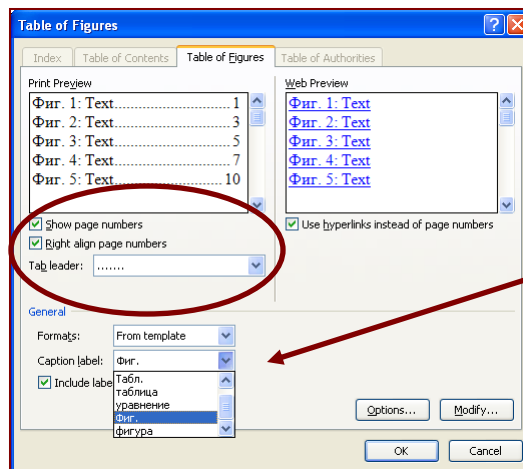 Table of Figures
Index Table of Contents Table of Figures Table of Authorities
Print Preview
Фиг. 1: Text..............................1
Фиг. 2: Text..............................3
Фиг. 3: Text..............................5
Фиг. 4: Text..............................7
Фиг. 5: Text............................10
Web Preview
Фиг. 1: Text
Фиг. 2: Text
Фиг. 3: Text
Фиг. 4: Text
Фиг. 5: Text
Show page numbers
Right align page numbers
Tab leader: .......
Use hyperlinks instead of page numbers
General
Formats: From template
Caption label: Фиг.
Include labe
Табл.
таблица
уравнение
Фиг.
фигура
Options... Modify...
OK Cancel